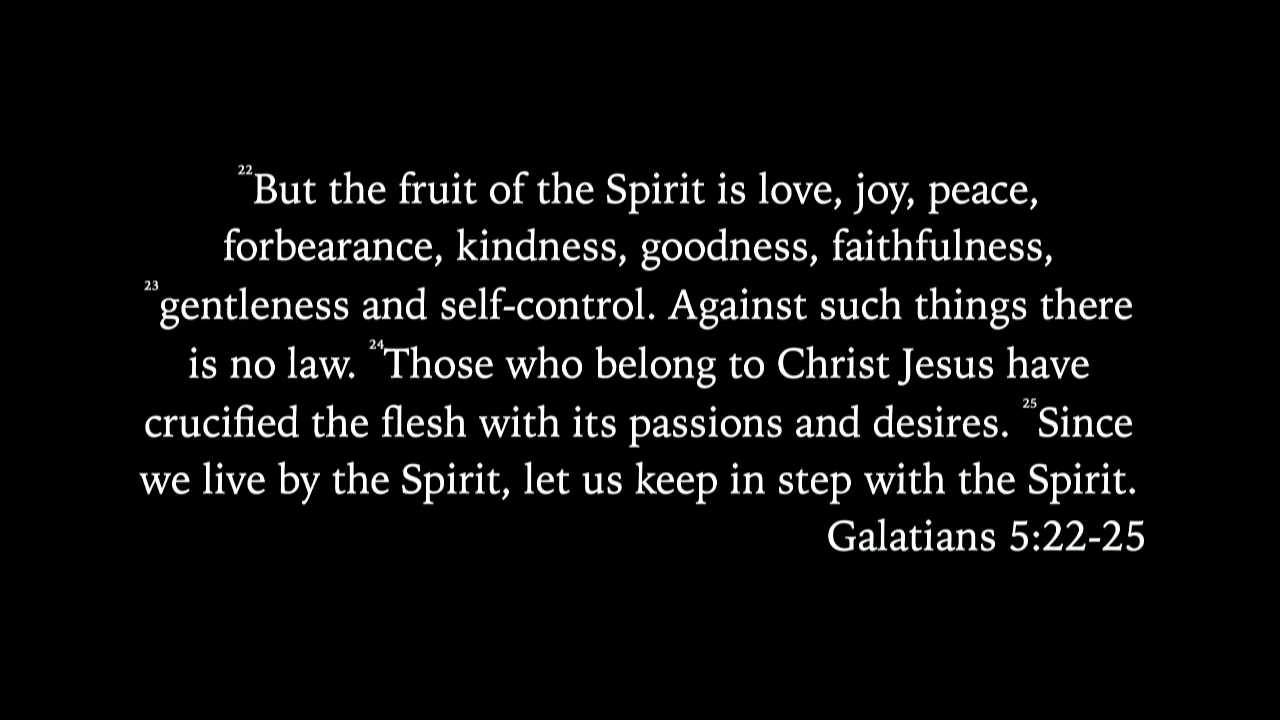 ²²But the fruit of the Spirit is love, joy, peace,
forbearance, kindness, goodness, faithfulness,
²³gentleness and self-control. Against such things there
is no law. ²⁴Those who belong to Christ Jesus have
crucified the flesh with its passions and desires. ²⁵Since
we live by the Spirit, let us keep in step with the Spirit.
Galatians 5:22-25